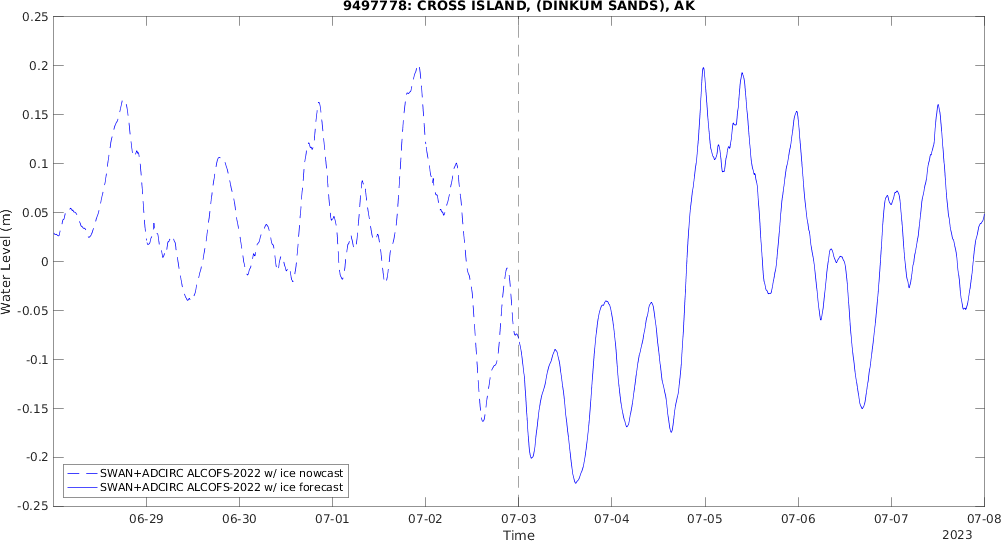 9497778: CROSS ISLAND, (DINKUM SANDS), AK
0.25
0.2
0.15
0.1
0.05
0
-0.05
-0.1
-0.15
-0.2
-0.25
Water Level (m)
SWAN+ADCIRC ALCOFS-2022 w/ ice nowcast
SWAN+ADCIRC ALCOFS-2022 w/ ice forecast
06-29 06-30 07-01 07-02 07-03 07-04 07-05 07-06 07-07 07-08
Time
2023